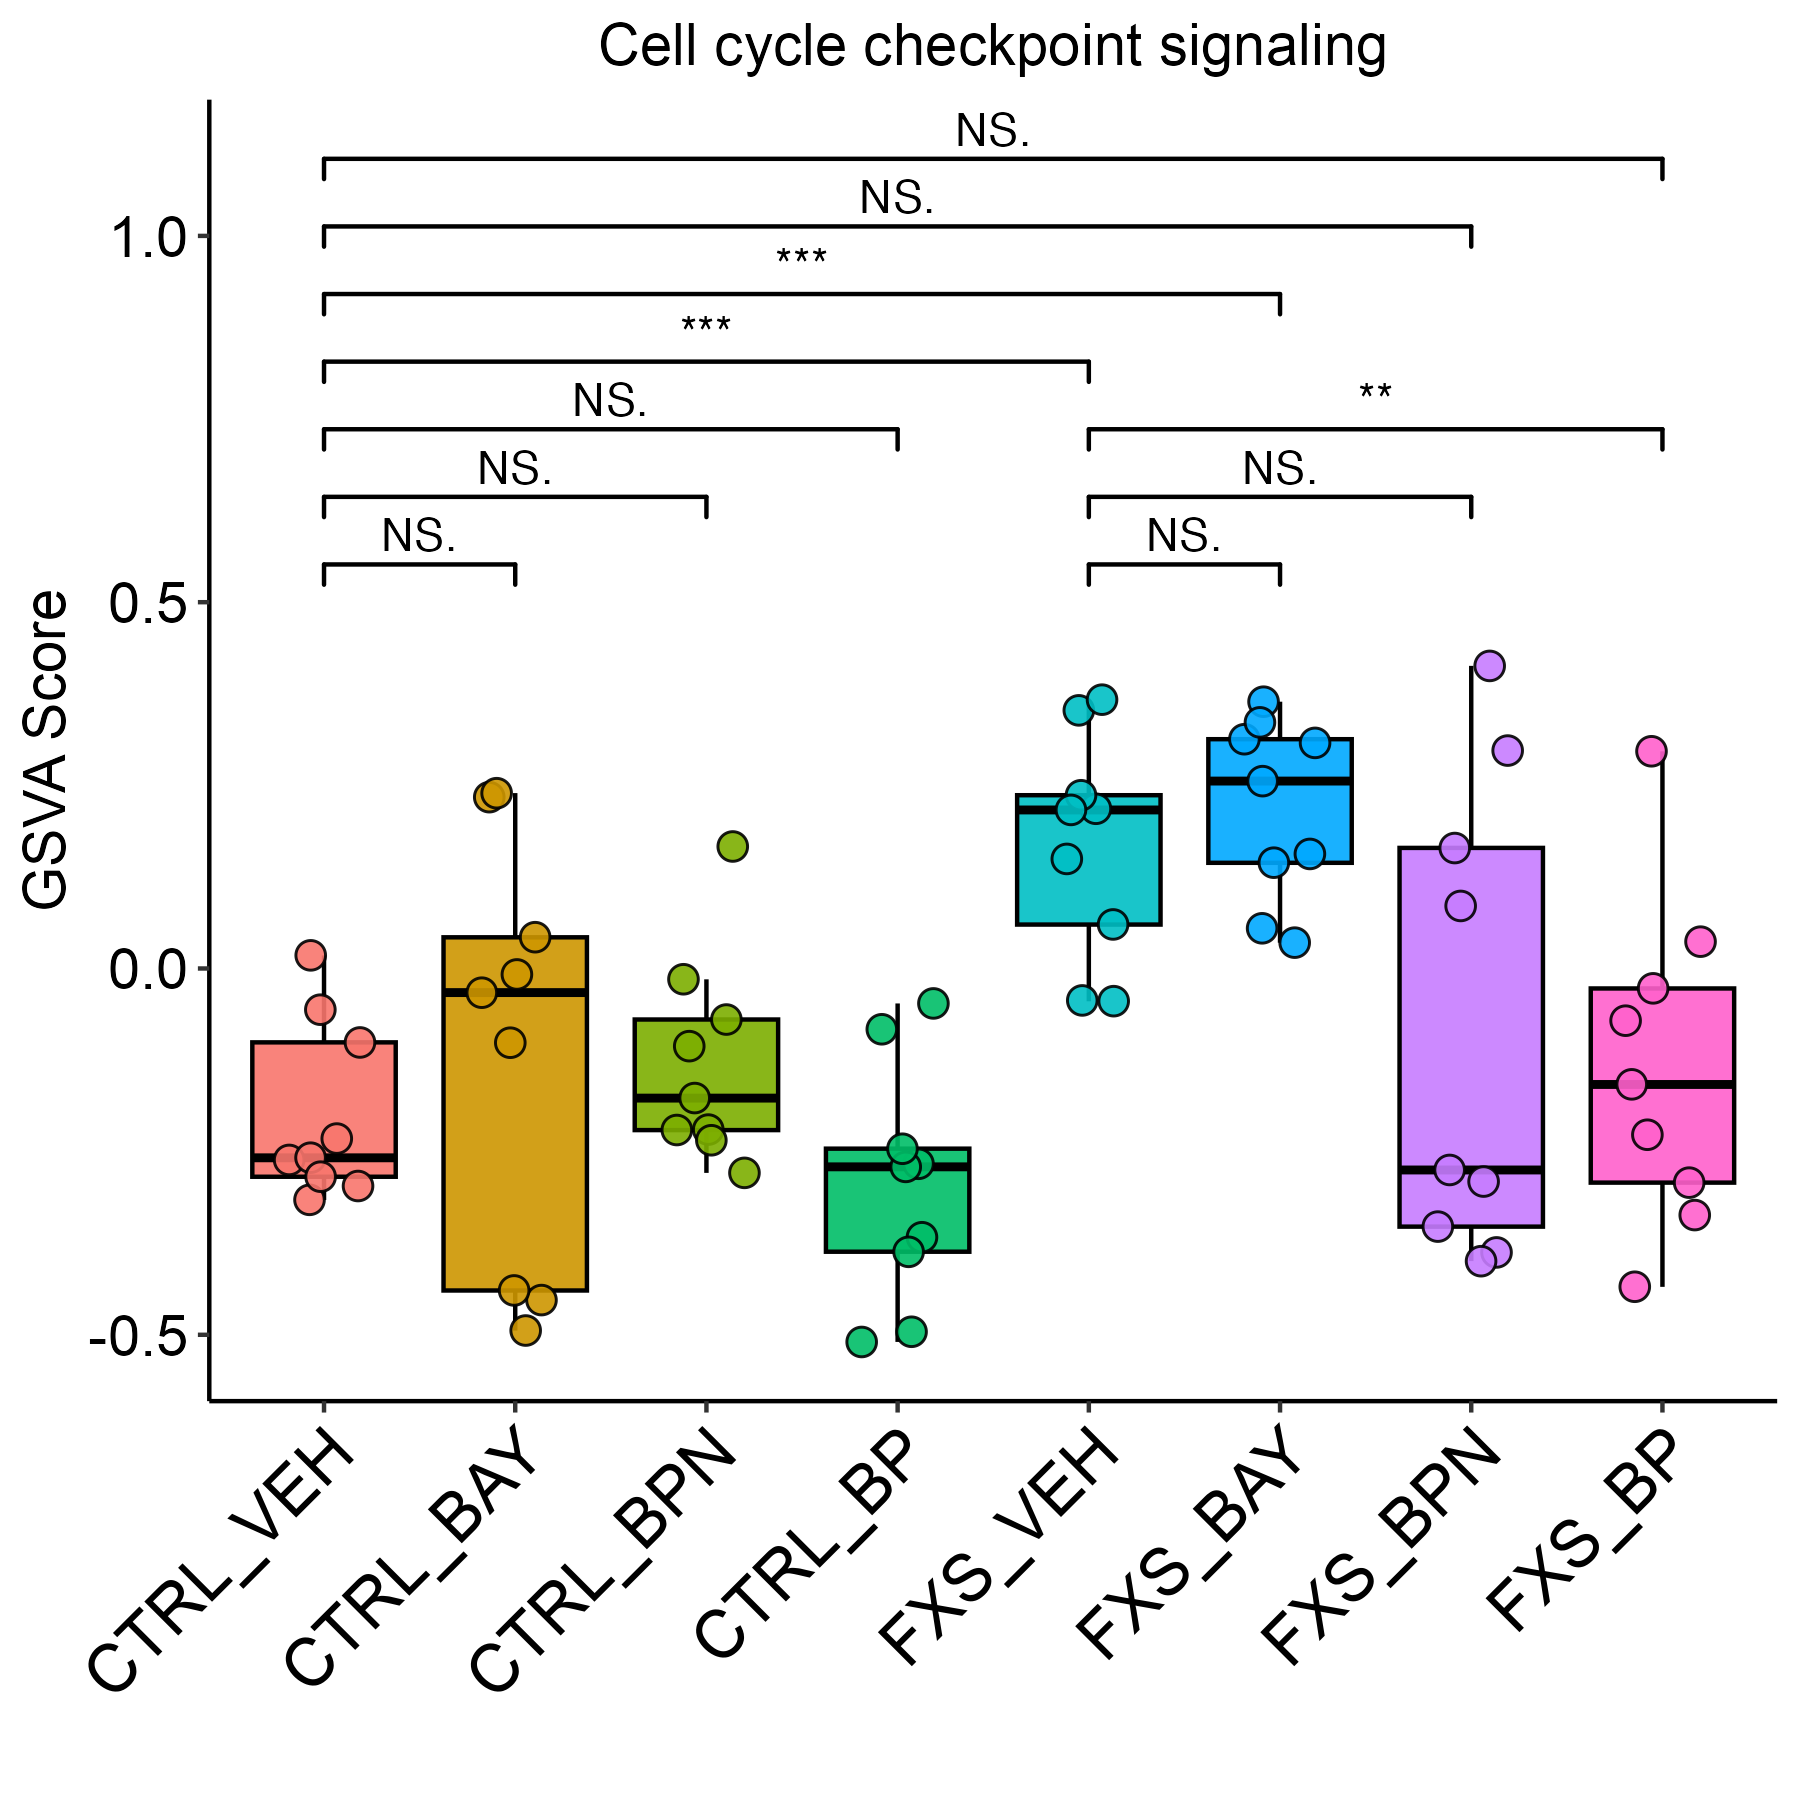 Cell cycle checkpoint signaling
NS.
NS.
***
***
NS.
**
NS.
NS.
NS.
NS.
1.0
0.5
0.0
-0.5
GSVA Score
CTRL_VEH
CTRL_BAY
CTRL_BPN
CTRL_BP
FXS_VEH
FXS_BAY
FXS_BPN
FXS_BP